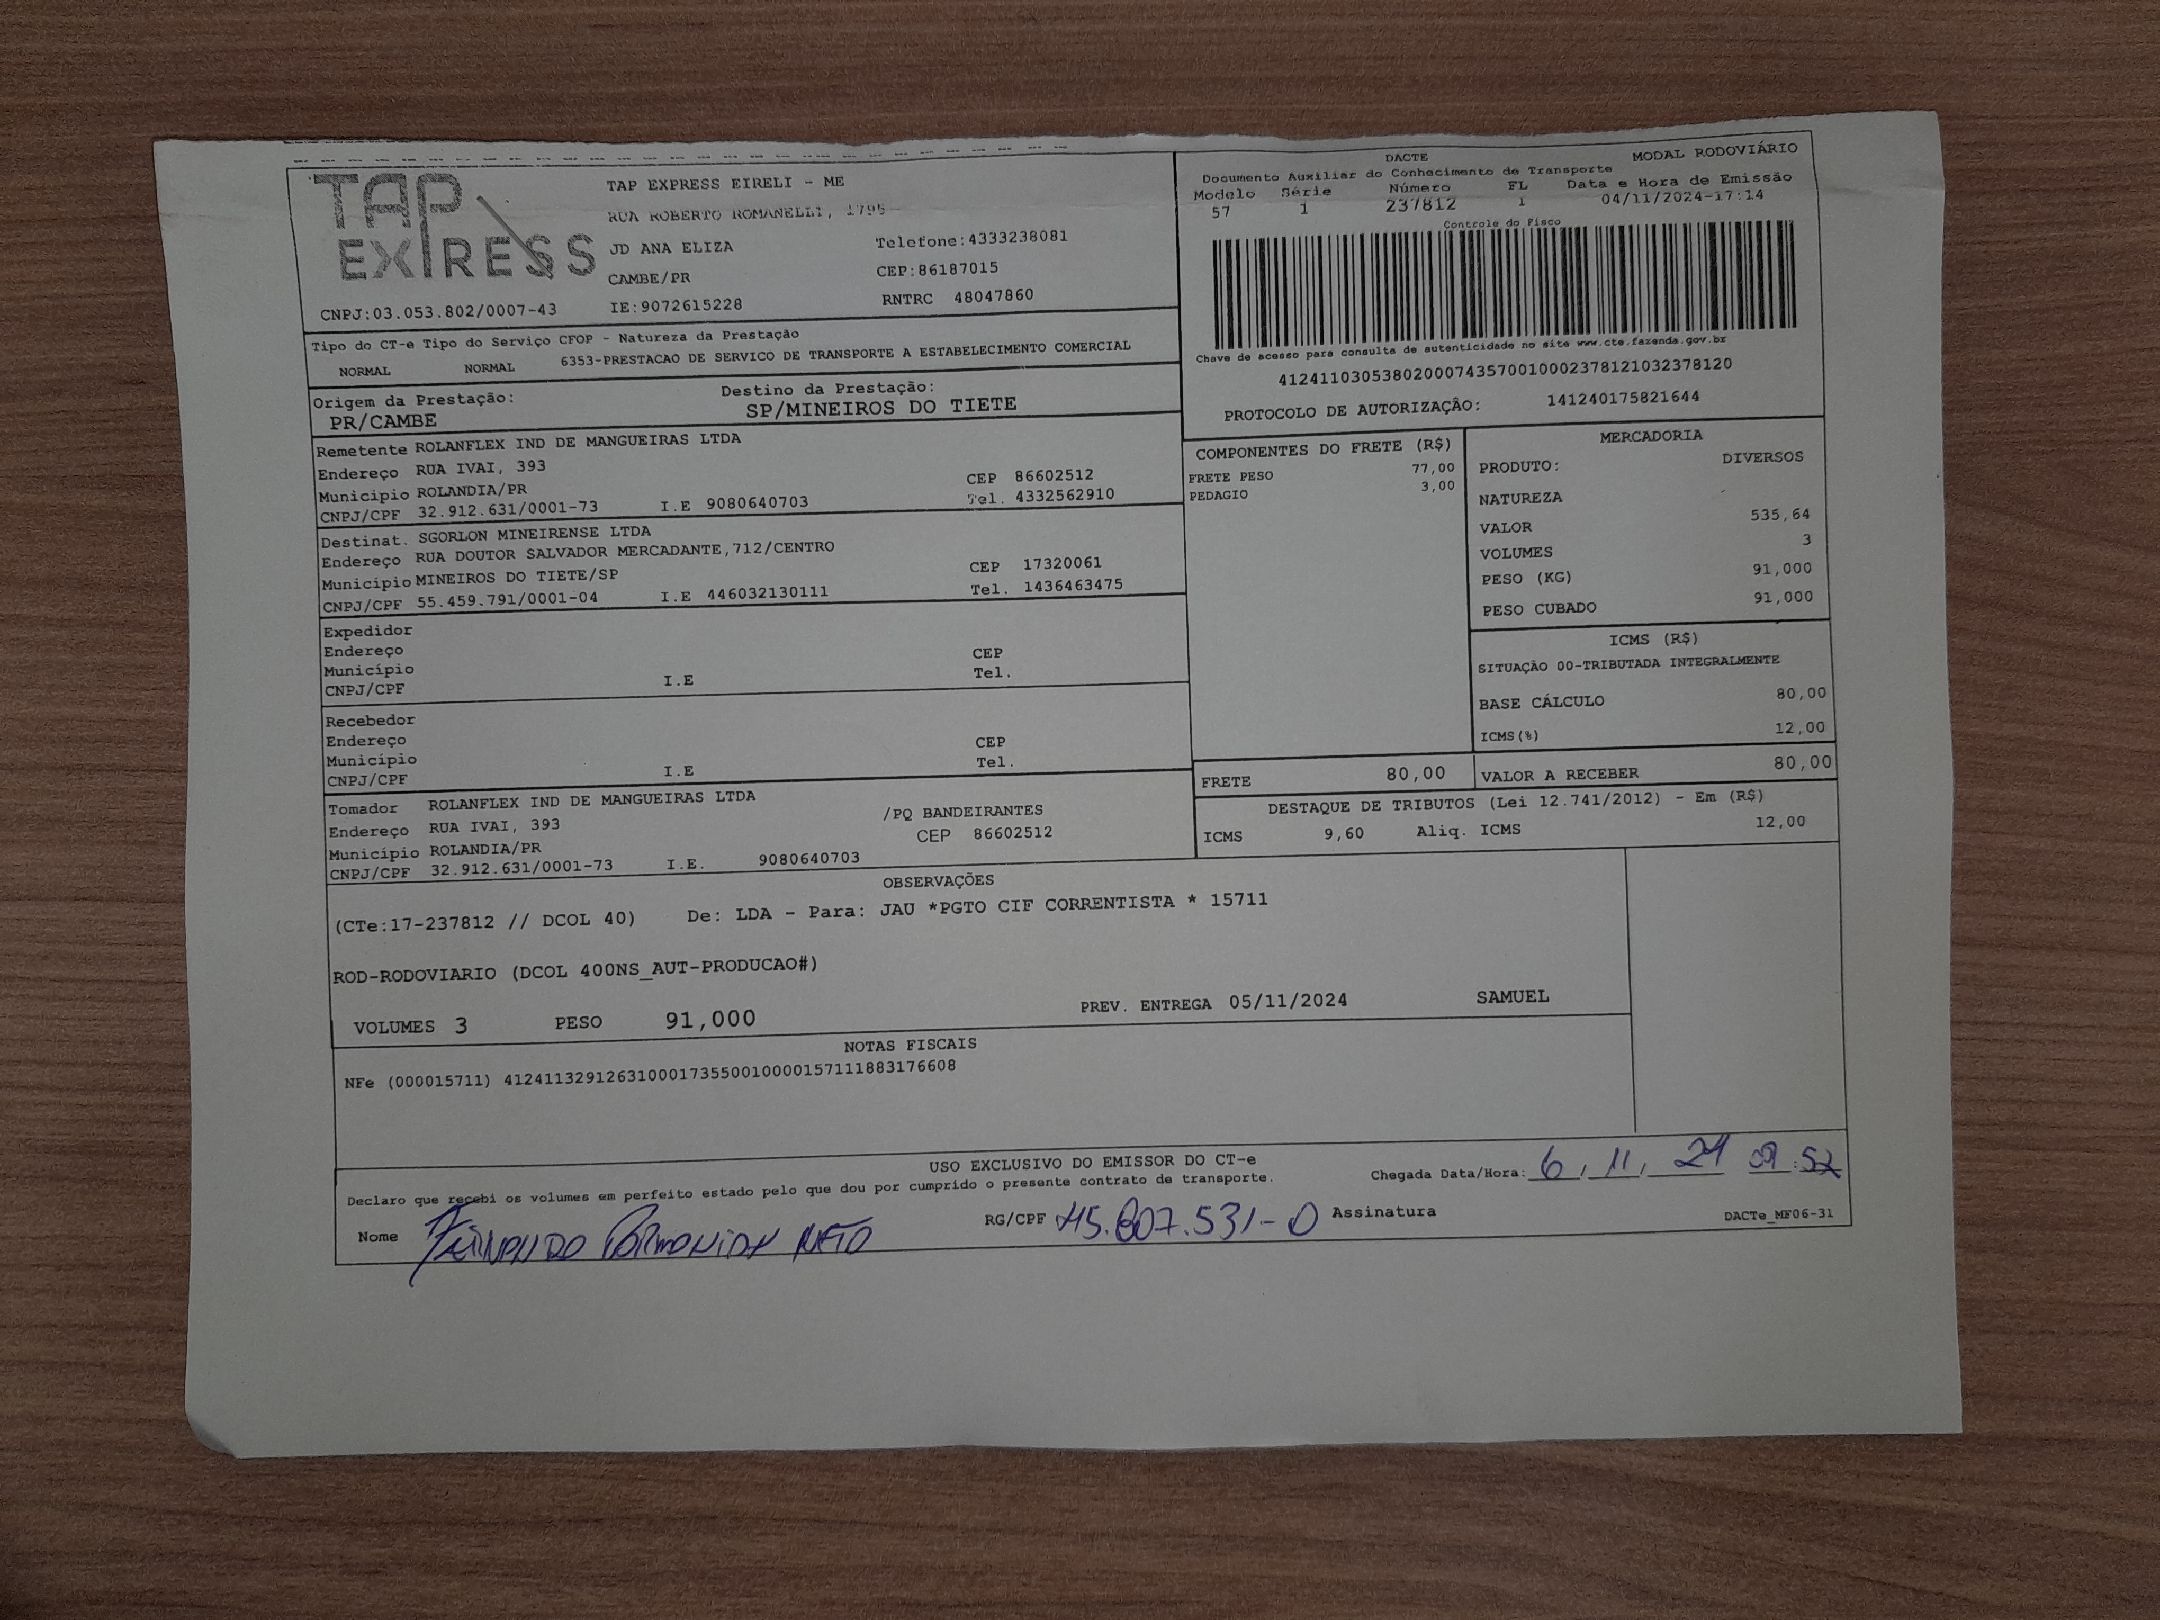 TAP EXPRESS
TAP EXPRESS EIRELI - ME
RUA ROBERTO ROMANELLI, 1795
JD ANA ELIZA Telefone:4333238081
CAMBE/PR CEP:86187015
CNPJ:03.053.802/0007-43 IE:9072615228 RNTRC 48047860
DACTE MODAL RODOVIÁRIO
Documento Auxiliar do Conhecimento de Transporte
Modelo Série Número FL Data e Hora de Emissão
57 1 237812 1 04/11/2024-17:14
Controle do Fisco
Chave de acesso para consulta de autenticidade no site www.cte.fazenda.gov.br
41241103053802000743570010002378121032378120
PROTOCOLO DE AUTORIZAÇÃO: 141240175821644
Tipo do CT-e Tipo do Serviço CFOP - Natureza da Prestação
NORMAL NORMAL 6353-PRESTACAO DE SERVICO DE TRANSPORTE A ESTABELECIMENTO COMERCIAL
Origem da Prestação: Destino da Prestação:
PR/CAMBE SP/MINEIROS DO TIETE
Remetente ROLANFLEX IND DE MANGUEIRAS LTDA
Endereço RUA IVAI, 393 CEP 86602512
Município ROLANDIA/PR Tel. 4332562910
CNPJ/CPF 32.912.631/0001-73 I.E 9080640703
Destinat. SGORLON MINEIRENSE LTDA
Endereço RUA DOUTOR SALVADOR MERCADANTE,712/CENTRO
Município MINEIROS DO TIETE/SP CEP 17320061
CNPJ/CPF 55.459.791/0001-04 I.E 446032130111 Tel. 1436463475
Expedidor
Endereço CEP
Município Tel.
CNPJ/CPF I.E
Recebedor
Endereço CEP
Município Tel.
CNPJ/CPF I.E
Tomador ROLANFLEX IND DE MANGUEIRAS LTDA
Endereço RUA IVAI, 393 /PQ BANDEIRANTES
Município ROLANDIA/PR CEP 86602512
CNPJ/CPF 32.912.631/0001-73 I.E. 9080640703
COMPONENTES DO FRETE (R$)
FRETE PESO 77,00
PEDAGIO 3,00
MERCADORIA
PRODUTO: DIVERSOS
NATUREZA
VALOR 535,64
VOLUMES 3
PESO (KG) 91,000
PESO CUBADO 91,000
ICMS (R$)
SITUAÇÃO 00-TRIBUTADA INTEGRALMENTE
BASE CÁLCULO 80,00
ICMS(%) 12,00
FRETE 80,00 VALOR A RECEBER 80,00
DESTAQUE DE TRIBUTOS (Lei 12.741/2012) - Em (R$)
ICMS 9,60 Aliq. ICMS 12,00
OBSERVAÇÕES
(CTe:17-237812 // DCOL 40) De: LDA - Para: JAU *PGTO CIF CORRENTISTA * 15711
ROD-RODOVIARIO (DCOL 400NS_AUT-PRODUCAO#)
VOLUMES 3 PESO 91,000 PREV. ENTREGA 05/11/2024 SAMUEL
NOTAS FISCAIS
NFe (000015711) 41241132912631000173550010000157111883176608
USO EXCLUSIVO DO EMISSOR DO CT-e
Declaro que recebi os volumes em perfeito estado pelo que dou por cumprido o presente contrato de transporte. Chegada Data/Hora: 6, 11, 24 09:52
Nome FERNANDO NETO RG/CPF 45.807.531-0 Assinatura DACTe_MF06-31